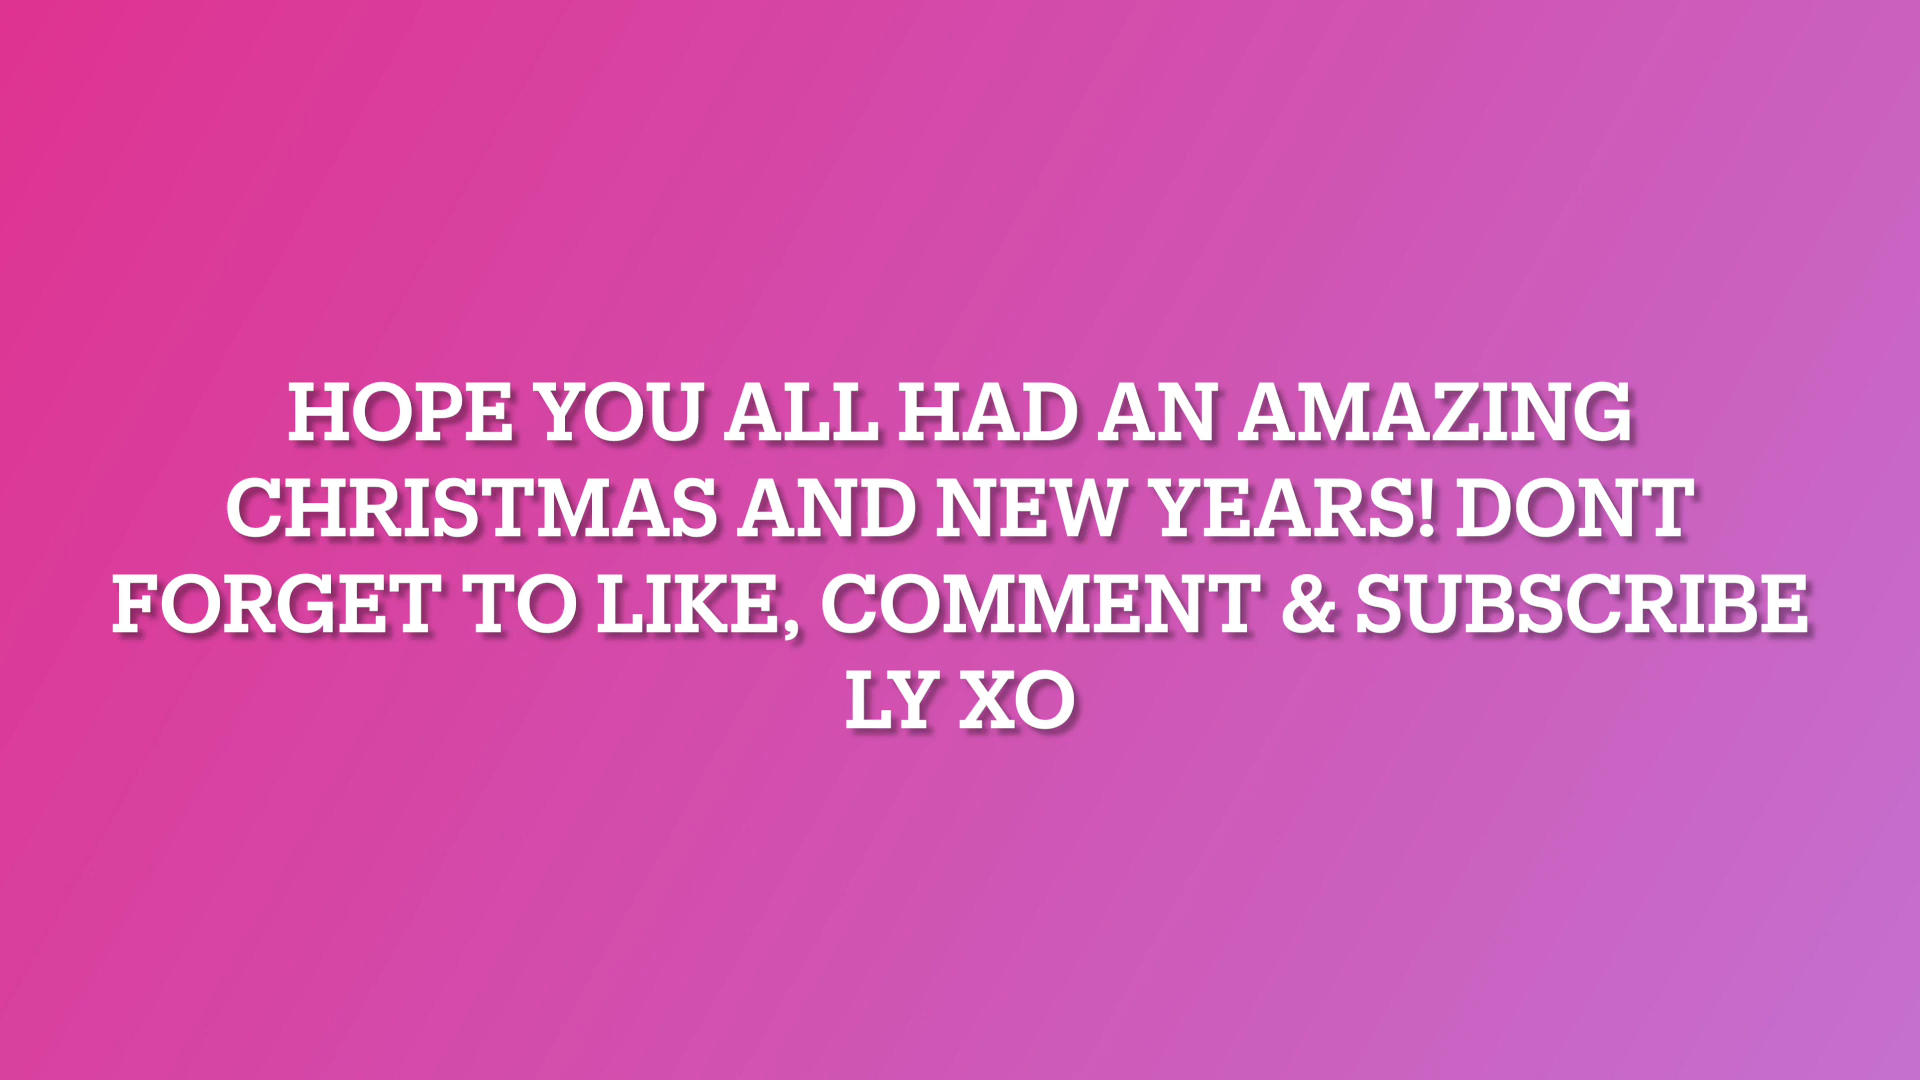 HOPE YOU ALL HAD AN AMAZING
CHRISTMAS AND NEW YEARS! DONT
FORGET TO LIKE, COMMENT & SUBSCRIBE
LY XO